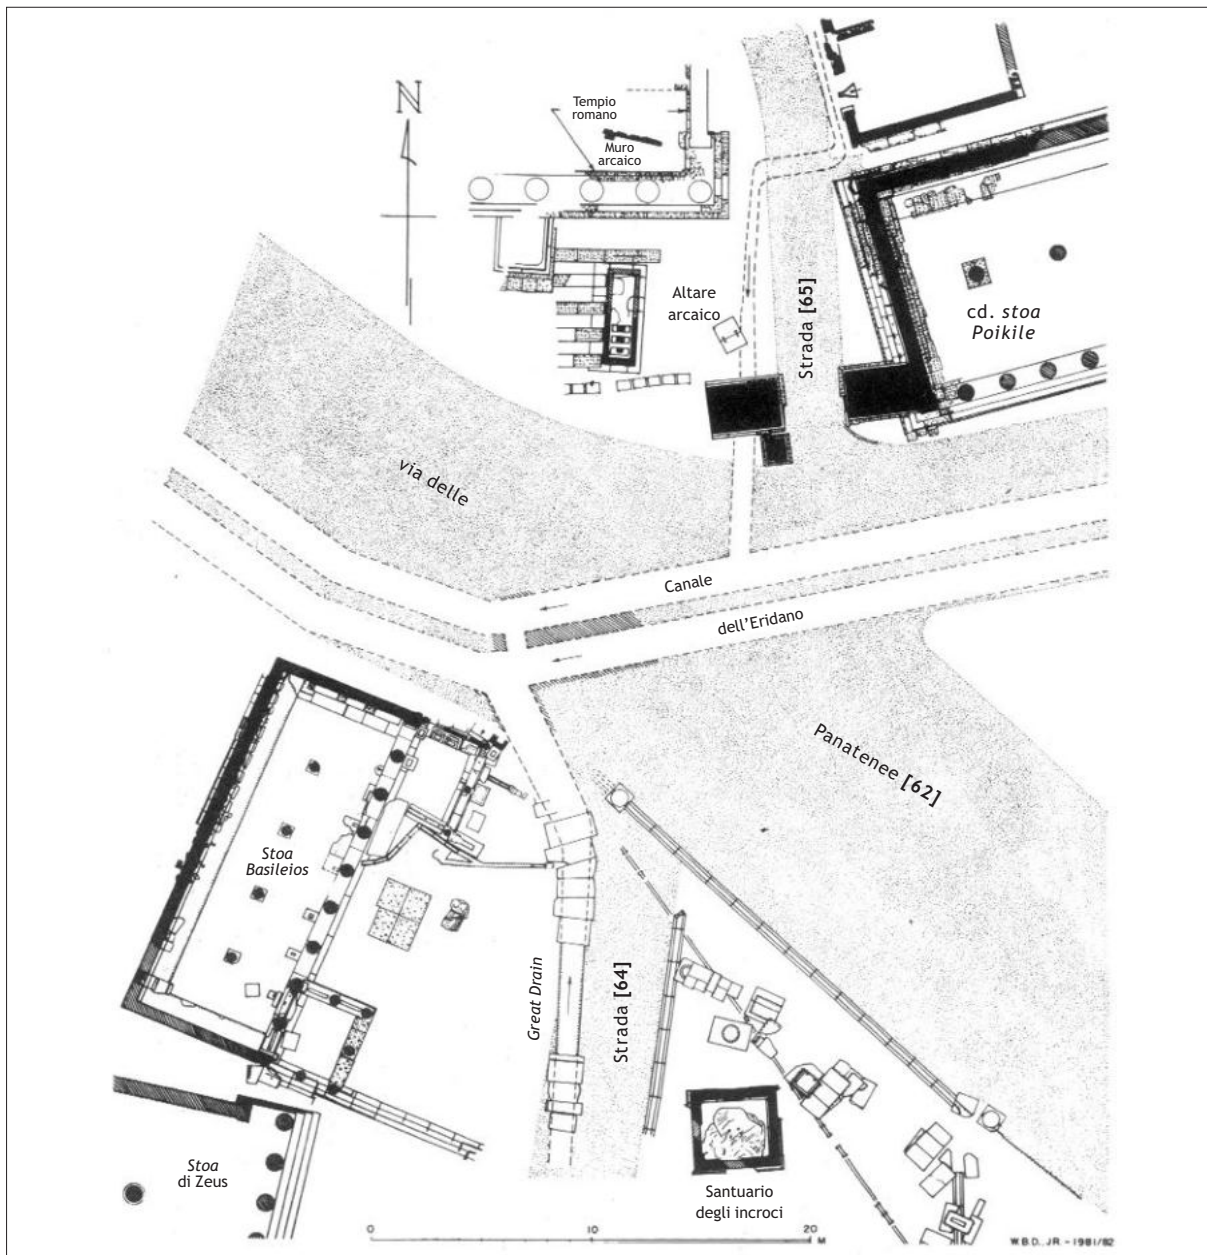 N
Tempio
romano
Muro
arcaico
Altare
arcaico
Strada [65]
cd. stoa
Poikile
via delle
Canale
dell'Eridano
Panatenee [62]
Stoa
Basileios
Great Drain
Strada [64]
Stoa
di Zeus
Santuario
degli incroci
0 10 20
M
W.B.D. JR. - 1981/82